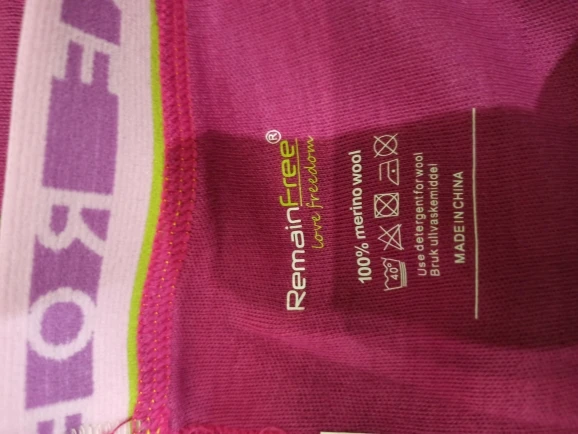 RemainFree®
love freedom
100% merino wool
40°
Use detergent for wool
Bruk ullvaskemiddel
MADE IN CHINA